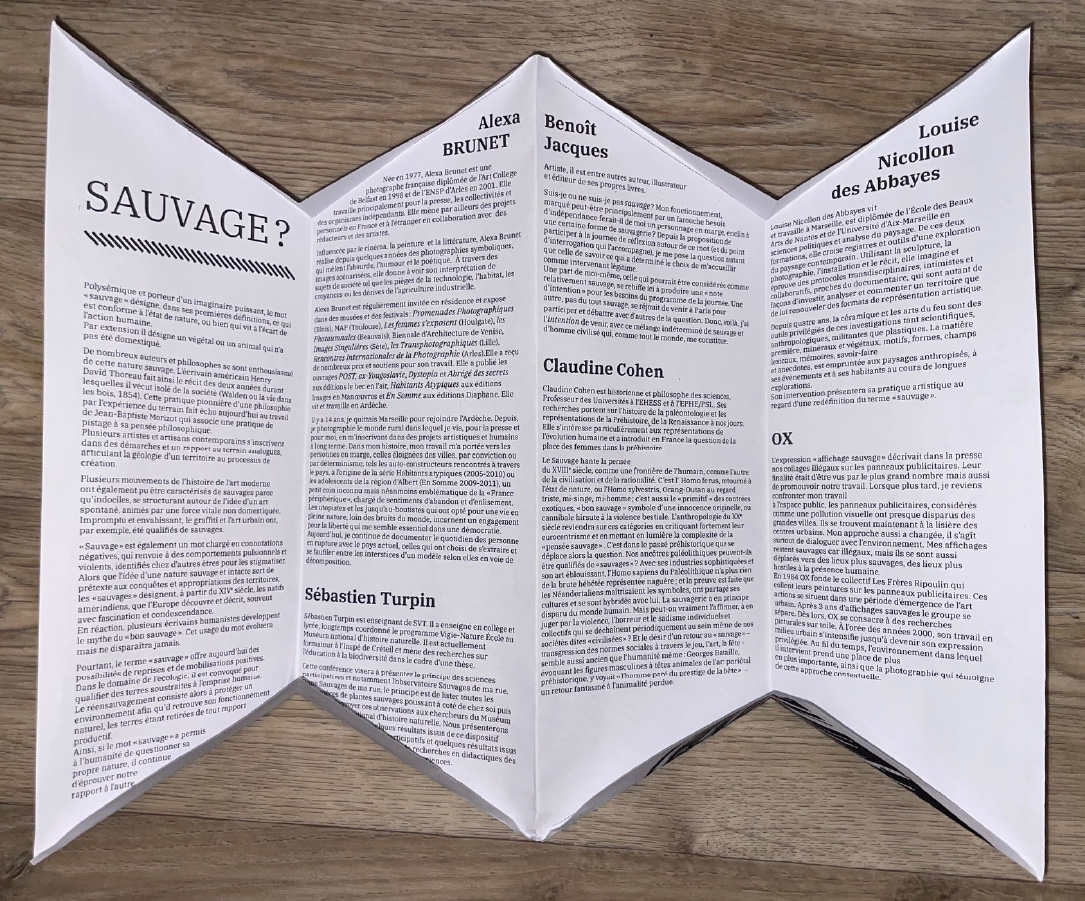 SAUVAGE ?
Polysémique et porteur d'un imaginaire puissant, le mot
« sauvage » désigne, dans ses premières définitions, ce qui
est conforme à l'état de nature, ou bien qui vit à l'écart de
l'action humaine.
Par extension il désigne un végétal ou un animal qui n'a
pas été domestiqué.
De nombreux auteurs et philosophes se sont enthousiasmé
de cette nature sauvage. L'écrivain américain Henry
David Thoreau fait ainsi le récit des deux années durant
lesquelles il vécut isolé de la société (Walden ou la vie dans
les bois, 1854). Cette pratique pionnière d'une philosophie
par l'expérience du terrain fait écho aujourd'hui au travail
de Jean-Baptiste Morizot qui associe une pratique de
pistage à sa pensée philosophique.
Plusieurs artistes et artisans contemporains s'inscrivent
dans des démarches et un rapport au terrain analogues,
articulant la géologie d'un territoire au processus de
création.
Plusieurs mouvements de l'histoire de l'art moderne
ont également pu être caractérisés de sauvages parce
qu'indociles, se structurant autour de l'idée d'un art
spontané, animés par une force vitale non domestiquée.
Impromptu et envahissant, le graffiti et l'art urbain ont,
par exemple, été qualifiés de sauvages.
« Sauvage » est également un mot chargé en connotations
négatives, qui renvoie à des comportements pulsionnels et
violents, identifiés chez d'autres êtres pour les stigmatiser.
Alors que l'idée d'une nature sauvage et intacte sert de
prétexte aux conquêtes et appropriations des territoires,
les « sauvages » désignent, à partir du XIVe siècle, les natifs
amérindiens, que l'Europe découvre et décrit, souvent
avec fascination et condescendance.
En réaction, plusieurs écrivains humanistes développent
le mythe du « bon sauvage ». Cet usage du mot évoluera
mais ne disparaîtra jamais.
Pourtant, le terme « sauvage » offre aujourd'hui des
possibilités de reprises et de mobilisations positives.
Dans le domaine de l'écologie, il est convoqué pour
qualifier des terres soustraites à l'emprise humaine.
Le réensauvagement consiste alors à protéger un
environnement afin qu'il retrouve son fonctionnement
naturel, les terres étant retirées de tout rapport
productif.
Ainsi, si le mot « sauvage » a permis
à l'humanité de questionner sa
propre nature, il continue
d'éprouver notre
rapport à l'autre
Alexa
BRUNET
Née en 1977, Alexa Brunet est une
photographe française diplômée de l'Art College
de Belfast en 1998 et de l'ENSP d'Arles en 2001. Elle
travaille principalement pour la presse, les collectivités et
des organismes indépendants. Elle mène par ailleurs des projets
personnels en France et à l'étranger en collaboration avec des
rédacteurs et des artistes.
Influencée par le cinéma, la peinture et la littérature, Alexa Brunet
réalise depuis quelques années des photographies symboliques,
qui mêlent l'absurde, l'humour et le poétique. À travers des
images scénarisées, elle donne à voir son interprétation de
sujets de société tel que les pièges de la technologie, l'habitat, les
croyances ou les dérives de l'agriculture industrielle.
Alexa Brunet est régulièrement invitée en résidence et expose
dans des musées et des festivals : Promenades Photographiques
(Blois), MAP (Toulouse), Les femmes s'exposent (Houlgate), les
Photaumnales (Beauvais), Biennale d'Architecture de Venise,
Images Singulières (Sète), les Transphotographiques (Lille),
Rencontres Internationales de la Photographie (Arles). Elle a reçu
de nombreux prix et soutiens pour son travail. Elle a publié les
ouvrages POST, ex-Yougoslavie, Dystopia et Abrégé des secrets
aux éditions le bec en l'air, Habitants Atypiques aux éditions
Images en Manœuvres et En Somme aux éditions Diaphane. Elle
vit et travaille en Ardèche.
Il y a 14 ans, je quittais Marseille pour rejoindre l'Ardèche. Depuis,
je photographie le monde rural dans lequel je vis, pour la presse et
pour moi, en m'inscrivant dans des projets artistiques et humains
à long terme. Dans mon histoire, mon travail m'a portée vers les
personnes en marge, celles éloignées des villes, par conviction ou
par déterminisme, tels les auto-constructeurs rencontrés à travers
le pays, à l'origine de la série Habitants atypiques (2005-2010) ou
les adolescents de la région d'Albert (En Somme 2009-2011), un
petit coin inconnu mais néanmoins emblématique de la « France
périphérique », chargé de sentiments d'abandon et d'enlisement.
Les utopistes et les jusqu'au-boutistes qui ont opté pour une vie en
pleine nature, loin des bruits du monde, incarnent un engagement
pour la liberté qui me semble essentiel dans une démocratie.
Aujourd'hui, je continue de documenter le quotidien des personnes
en rupture avec le pays actuel, celles qui ont choisi de s'extraire et
se faufiler entre les interstices d'un modèle selon elles en voie de
décomposition.
Sébastien Turpin
Sébastien Turpin est enseignant de SVT. Il a enseigné en collège et
lycée, longtemps coordonné le programme Vigie-Nature École au
Muséum national d'histoire naturelle. Il est actuellement
formateur à l'Inspé de Créteil et mène des recherches sur
l'éducation à la biodiversité dans le cadre d'une thèse.
Cette conférence visera à présenter le principe des sciences
participatives et notamment l'observatoire Sauvages de ma rue.
Sauvages de ma rue, le principe est de lister toutes les
de plantes sauvages poussant à coté de chez soi puis
ces observations aux chercheurs du Muséum
d'histoire naturelle. Nous présenterons
résultats issus de ce dispositif
et quelques résultats issus
recherches en didactiques des
Benoît
Jacques
Artiste, il est entre autres auteur, illustrateur
et éditeur de ses propres livres.
Suis-je ou ne suis-je pas sauvage? Mon fonctionnement,
marqué peut-être principalement par un farouche besoin
d'indépendance ferait-il de moi un personnage en marge, enclin à
une certaine forme de sauvagerie ? Depuis la proposition de
participer à la journée de réflexion autour de ce mot (et du point
d'interrogation qui l'accompagne), je me pose la question autant
que celle de savoir ce qui a déterminé le choix de m'accueillir
comme intervenant légitime.
Une part de moi-même, celle qui pourrait être considérée comme
relativement sauvage, se rebiffe ici à produire une « note
d'intention » pour les besoins du programme de la journée. Une
autre, pas du tout sauvage, se réjouit de venir à Paris pour
participer et débattre avec d'autres de la question. Donc, voilà, j'ai
l'intention de venir, avec ce mélange indéterminé de sauvage et
d'homme civilisé qui, comme tout le monde, me constitue.
Claudine Cohen
Claudine Cohen est historienne et philosophe des sciences,
Professeur des Universités à l'EHESS et à l'EPHE/PSL. Ses
recherches portent sur l'histoire de la paléontologie et les
représentations de la Préhistoire, de la Renaissance à nos jours.
Elle s'intéresse particulièrement aux représentations de
l'évolution humaine et a introduit en France la question de la
place des femmes dans la préhistoire
Le Sauvage hante la pensée
du XVIIIe siècle, comme une frontière de l'humain, comme l'autre
de la civilisation et de la rationalité. C'est l' Homo ferus, retourné à
l'état de nature, ou l'Homo sylvestris, Orang-Outan au regard
triste, mi-singe, mi-homme ; c'est aussi le « primitif » des contrées
exotiques, « bon sauvage » symbole d'une innocence originelle, ou
cannibale hirsute à la violence bestiale. L'anthropologie du XXe
siècle reviendra sur ces catégories en critiquant fortement leur
eurocentrisme et en mettant en lumière la complexité de la
« pensée sauvage ». C'est dans le passé préhistorique que se
déplace alors la question. Nos ancêtres paléolithiques peuvent-ils
être qualifiés de « sauvages » ? Avec ses industries sophistiquées et
son art éblouissant, l'Homo sapiens du Paléolithique n'a plus rien
de la brute bébétée représentée naguère ; et la preuve est faite que
les Néandertaliens maîtrisaient les symboles, ont partagé ses
cultures et se sont hybridés avec lui. La sauvagerie a en principe
disparu du monde humain. Mais peut-on vraiment l'affirmer, à en
juger par la violence, l'horreur et le sadisme individuels et
collectifs qui se déchaînent périodiquement au sein même de nos
sociétés dites « civilisées » ? Et le désir d'un retour au « sauvage » –
transgression des normes sociales à travers le jeu, l'art, la fête –
semble aussi ancien que l'humanité même : Georges Bataille,
évoquant les figures masculines à têtes animales de l'art pariétal
préhistorique, y voyait « l'homme paré du prestige de la bête » –
un retour fantasmé à l'animalité perdue.
Louise
Nicollon
des Abbayes
Louise Nicollon des Abbayes vit
et travaille à Marseille, est diplômée de l'École des Beaux
Arts de Nantes et de l'Université d'Aix-Marseille en
sciences politiques et analyse du paysage. De ces deux
formations, elle croise registres et outils d'une exploration
du paysage contemporain. Utilisant la sculpture, la
photographie, l'installation et le récit, elle imagine et
éprouve des protocoles transdisciplinaires, intimistes et
collaboratifs, proches du documentaire, qui sont autant de
façons d'investir, analyser et commenter un territoire que
de lui renouveler des formats de représentation artistique.
Depuis quatre ans, la céramique et les arts du feu sont des
outils privilégiés de ces investigations tant scientifiques,
anthropologiques, militantes que plastiques. La matière
première, minéraux et végétaux, motifs, formes, champs
lexicaux, mémoires, savoir-faire
et anecdotes, est empruntée aux paysages anthropisés, à
ses événements et à ses habitants au cours de longues
explorations.
Son intervention présentera sa pratique artistique au
regard d'une redéfinition du terme « sauvage ».
OX
L'expression « affichage sauvage » décrivait dans la presse
nos collages illégaux sur les panneaux publicitaires. Leur
finalité était d'être vus par le plus grand nombre mais aussi
de promouvoir notre travail. Lorsque plus tard, je reviens
confronter mon travail
à l'espace public, les panneaux publicitaires, considérés
comme une pollution visuelle ont presque disparus des
grandes villes. Ils se trouvent maintenant à la lisière des
centres urbains. Mon approche aussi a changée, il s'agît
surtout de dialoguer avec l'environnement. Mes affichages
restent sauvages car illégaux, mais ils se sont aussi
déplacés vers des lieux plus sauvages, des lieux plus
hostiles à la présence humaine.
En 1984 OX fonde le collectif Les Frères Ripoulin qui
collent leurs peintures sur les panneaux publicitaires. Ces
actions se situent dans une période d'émergence de l'art
urbain. Après 8 ans d'affichages sauvages le groupe se
sépare. Dès lors, OX se consacre à des recherches
picturales sur toile. À l'orée des années 2000, son travail en
milieu urbain s'intensifie jusqu'à devenir son expression
privilégiée. Au fil du temps, l'environnement dans lequel
il intervient prend une place de plus
en plus importante, ainsi que la photographie qui témoigne
de cette approche contextuelle.